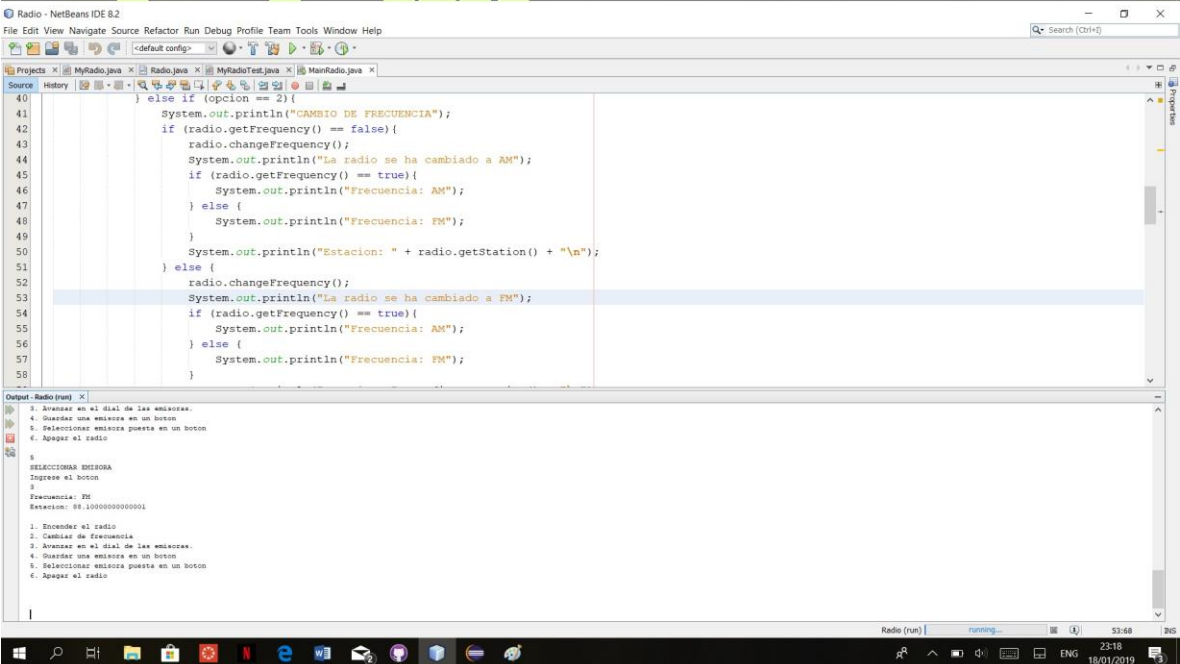 Radio - NetBeans IDE 8.2
File Edit View Navigate Source Refactor Run Debug Profile Team Tools Window Help
Search (Ctrl+I)
<default config>
Projects MyRadio.java Radio.java MyRadioTest.java MainRadio.java
Source History
Properties
40 } else if (opcion == 2){
41 System.out.println("CAMBIO DE FRECUENCIA");
42 if (radio.getFrequency() == false){
43 radio.changeFrequency();
44 System.out.println("La radio se ha cambiado a AM");
45 if (radio.getFrequency() == true){
46 System.out.println("Frecuencia: AM");
47 } else {
48 System.out.println("Frecuencia: FM");
49 }
50 System.out.println("Estacion: " + radio.getStation() + "\n");
51 } else {
52 radio.changeFrequency();
53 System.out.println("La radio se ha cambiado a FM");
54 if (radio.getFrequency() == true){
55 System.out.println("Frecuencia: AM");
56 } else {
57 System.out.println("Frecuencia: FM");
58 }
Output - Radio (run)
3. Avanzar en el dial de las emisoras.
4. Guardar una emisora en un boton
5. Seleccionar emisora puesta en un boton
6. Apagar el radio
5
SELECCIONAR EMISORA
Ingrese el boton
3
Frecuencia: FM
Estacion: 88.10000000000001
1. Encender el radio
2. Cambiar de frecuencia
3. Avanzar en el dial de las emisoras.
4. Guardar una emisora en un boton
5. Seleccionar emisora puesta en un boton
6. Apagar el radio
Radio (run) running... 53:68 INS
ENG
23:18
18/01/2019